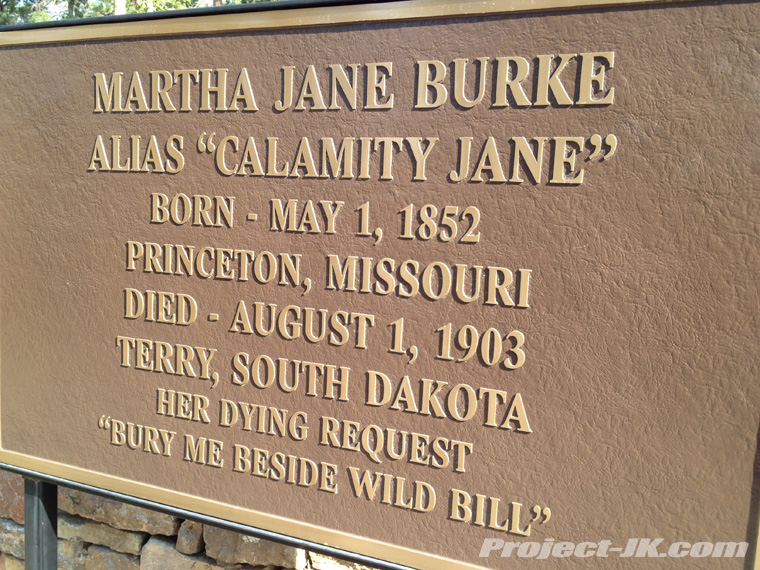 MARTHA JANE BURKE
ALIAS "CALAMITY JANE"
BORN - MAY 1, 1852
PRINCETON, MISSOURI
DIED - AUGUST 1, 1903
TERRY, SOUTH DAKOTA
HER DYING REQUEST
"BURY ME BESIDE WILD BILL"
Project-JK.com